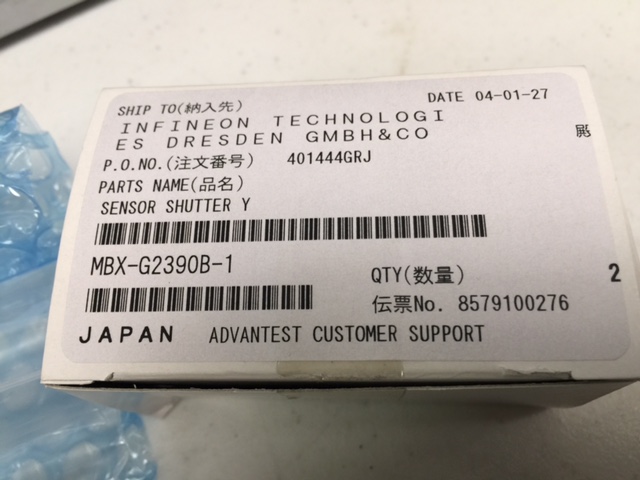 SHIP TO(納入先)
DATE 04-01-27
INFINEON TECHNOLOGI
ES DRESDEN GMBH&CO
P.O.NO.(注文番号) 401444GRJ
PARTS NAME(品名)
SENSOR SHUTTER Y
MBX-G2390B-1
QTY(数量) 2
伝票No. 8579100276
JAPAN ADVANTEST CUSTOMER SUPPORT